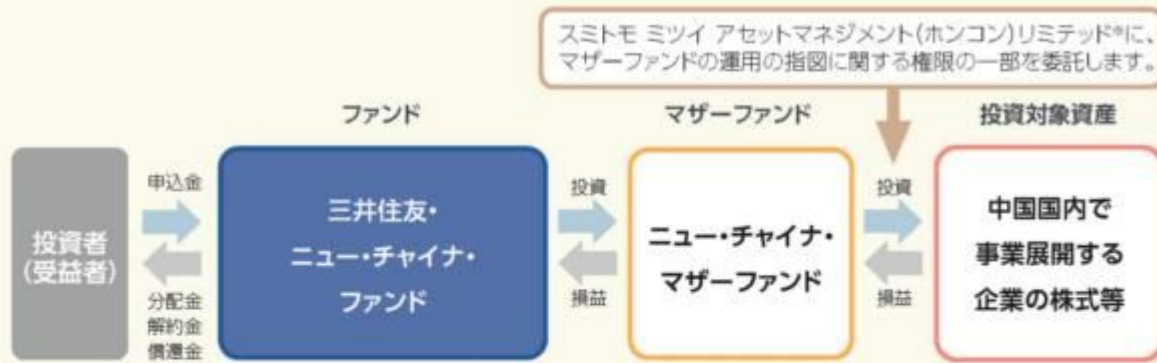 スミトモ ミツイ アセットマネジメント(ホンコン)リミテッド※に、
マザーファンドの運用の指図に関する権限の一部を委託します。
ファンド
マザーファンド
投資対象資産
投資者
(受益者)
申込金
分配金
解約金
償還金
三井住友・
ニュー・チャイナ・
ファンド
投資
損益
ニュー・チャイナ・
マザーファンド
投資
損益
中国国内で
事業展開する
企業の株式等